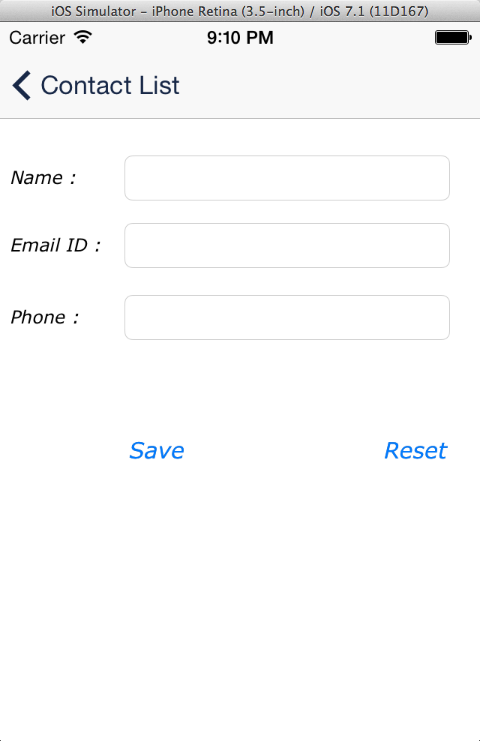 iOS Simulator - iPhone Retina (3.5-inch) / iOS 7.1 (11D167)
Carrier 9:10 PM
Contact List
Name :
Email ID :
Phone :
Save Reset